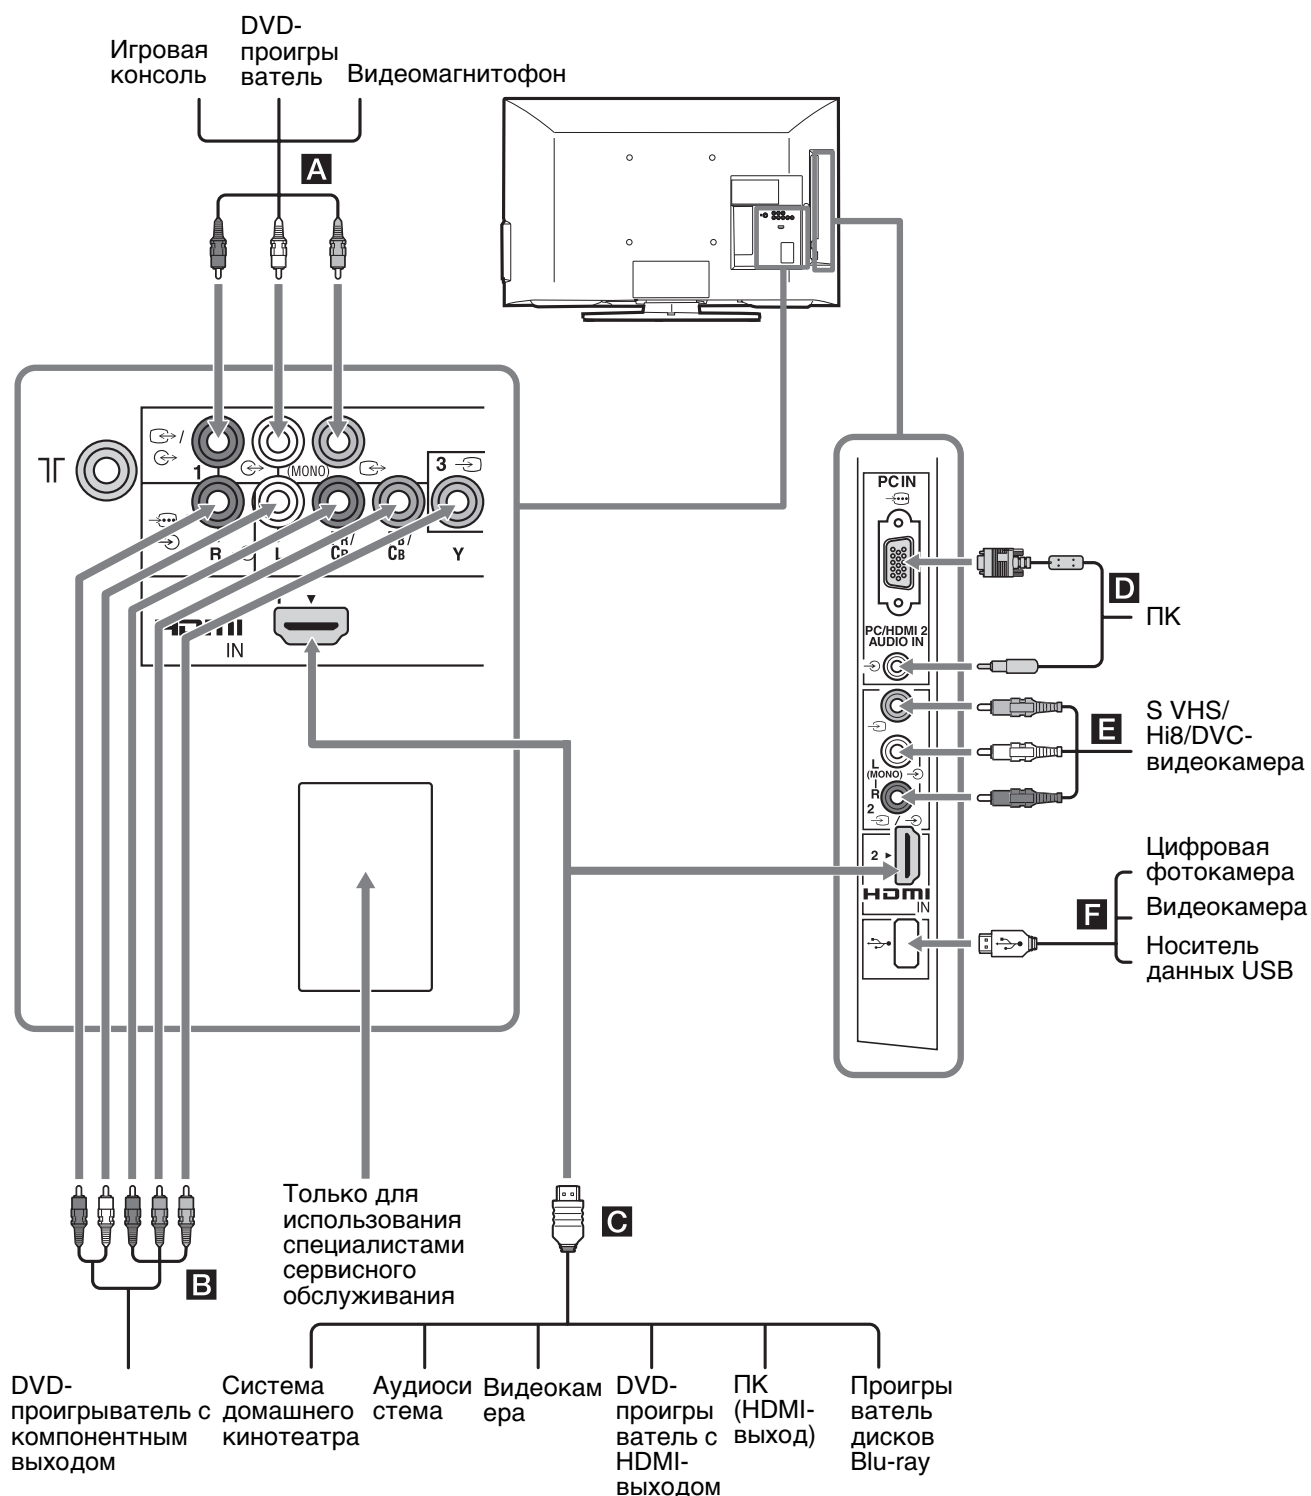 DVD-
проигры
ватель
Игровая
консоль
Видеомагнитофон
A
1
(MONO)
3
R
L
Y
PR/
CR
PB/
CB
HDMI
IN
PC IN
PC/HDMI 2
AUDIO IN
L
(MONO)
R
2
2
HDMI
IN
D
ПК
E
S VHS/
Hi8/DVC-
видеокамера
F
Цифровая
фотокамера
Видеокамера
Носитель
данных USB
Только для
использования
специалистами
сервисного
обслуживания
C
B
DVD-
проигрыватель с
компонентным
выходом
Система
домашнего
кинотеатра
Аудиоси
стема
Видеокам
ера
DVD-
проигры
ватель с
HDMI-
выходом
ПК
(HDMI-
выход)
Проигры
ватель
дисков
Blu-ray